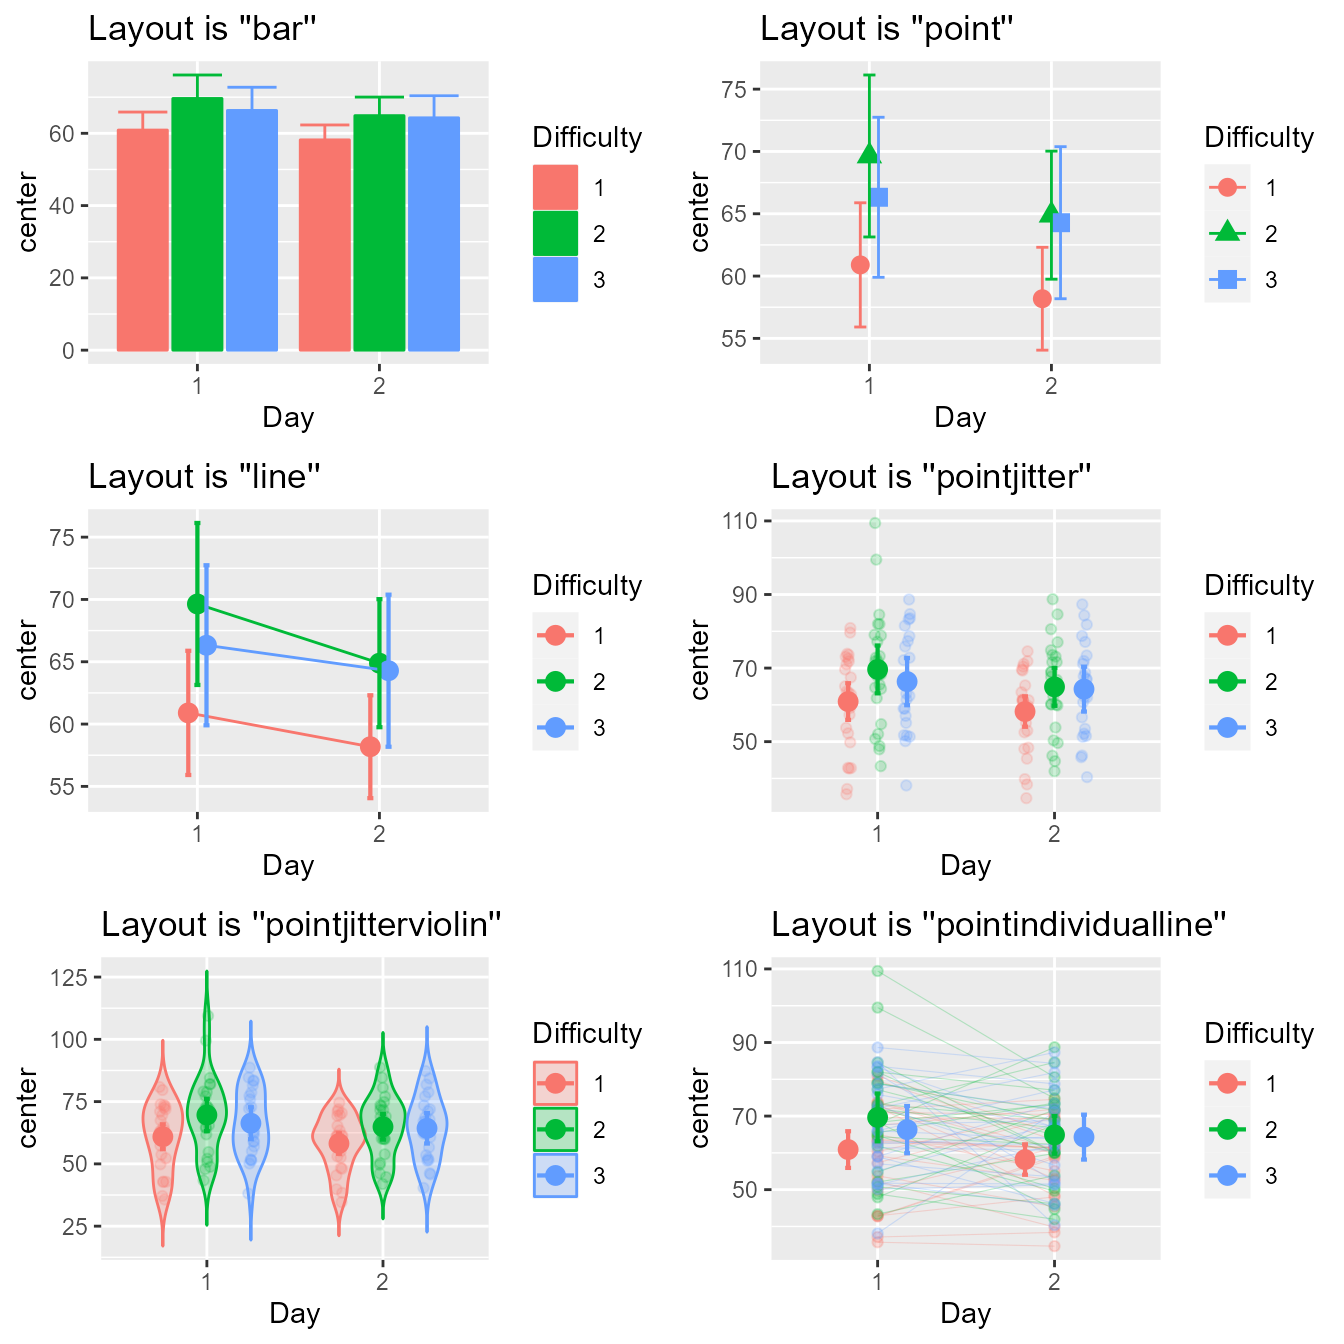 Layout is "bar"
center
60
40
20
0
1
2
Day
Difficulty
1
2
3
Layout is "point"
center
75
70
65
60
55
1
2
Day
Difficulty
1
2
3
Layout is "line"
center
75
70
65
60
55
1
2
Day
Difficulty
1
2
3
Layout is "pointjitter"
center
110
90
70
50
1
2
Day
Difficulty
1
2
3
Layout is "pointjitterviolin"
center
125
100
75
50
25
1
2
Day
Difficulty
1
2
3
Layout is "pointindividualline"
center
110
90
70
50
1
2
Day
Difficulty
1
2
3